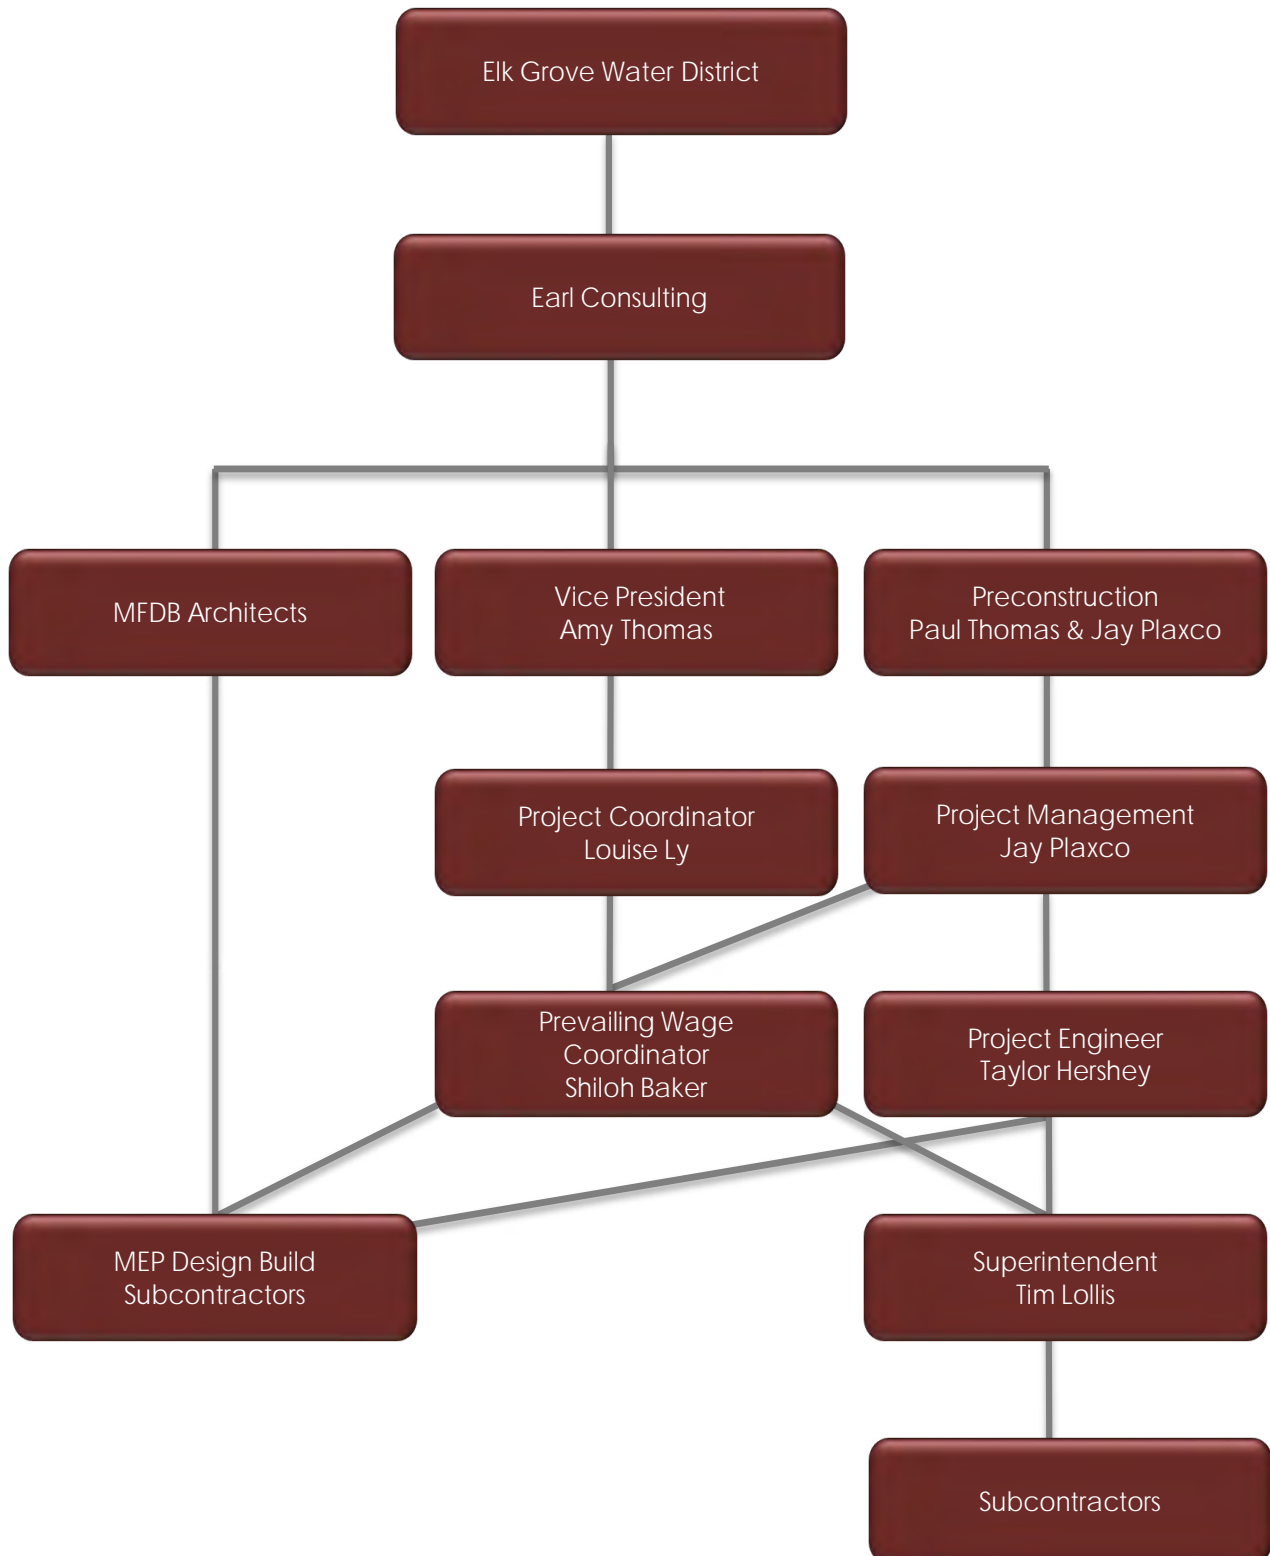 Elk Grove Water District
Earl Consulting
MFDB Architects
Vice President
Amy Thomas
Preconstruction
Paul Thomas & Jay Plaxco
Project Coordinator
Louise Ly
Project Management
Jay Plaxco
Prevailing Wage
Coordinator
Shiloh Baker
Project Engineer
Taylor Hershey
MEP Design Build
Subcontractors
Superintendent
Tim Lollis
Subcontractors